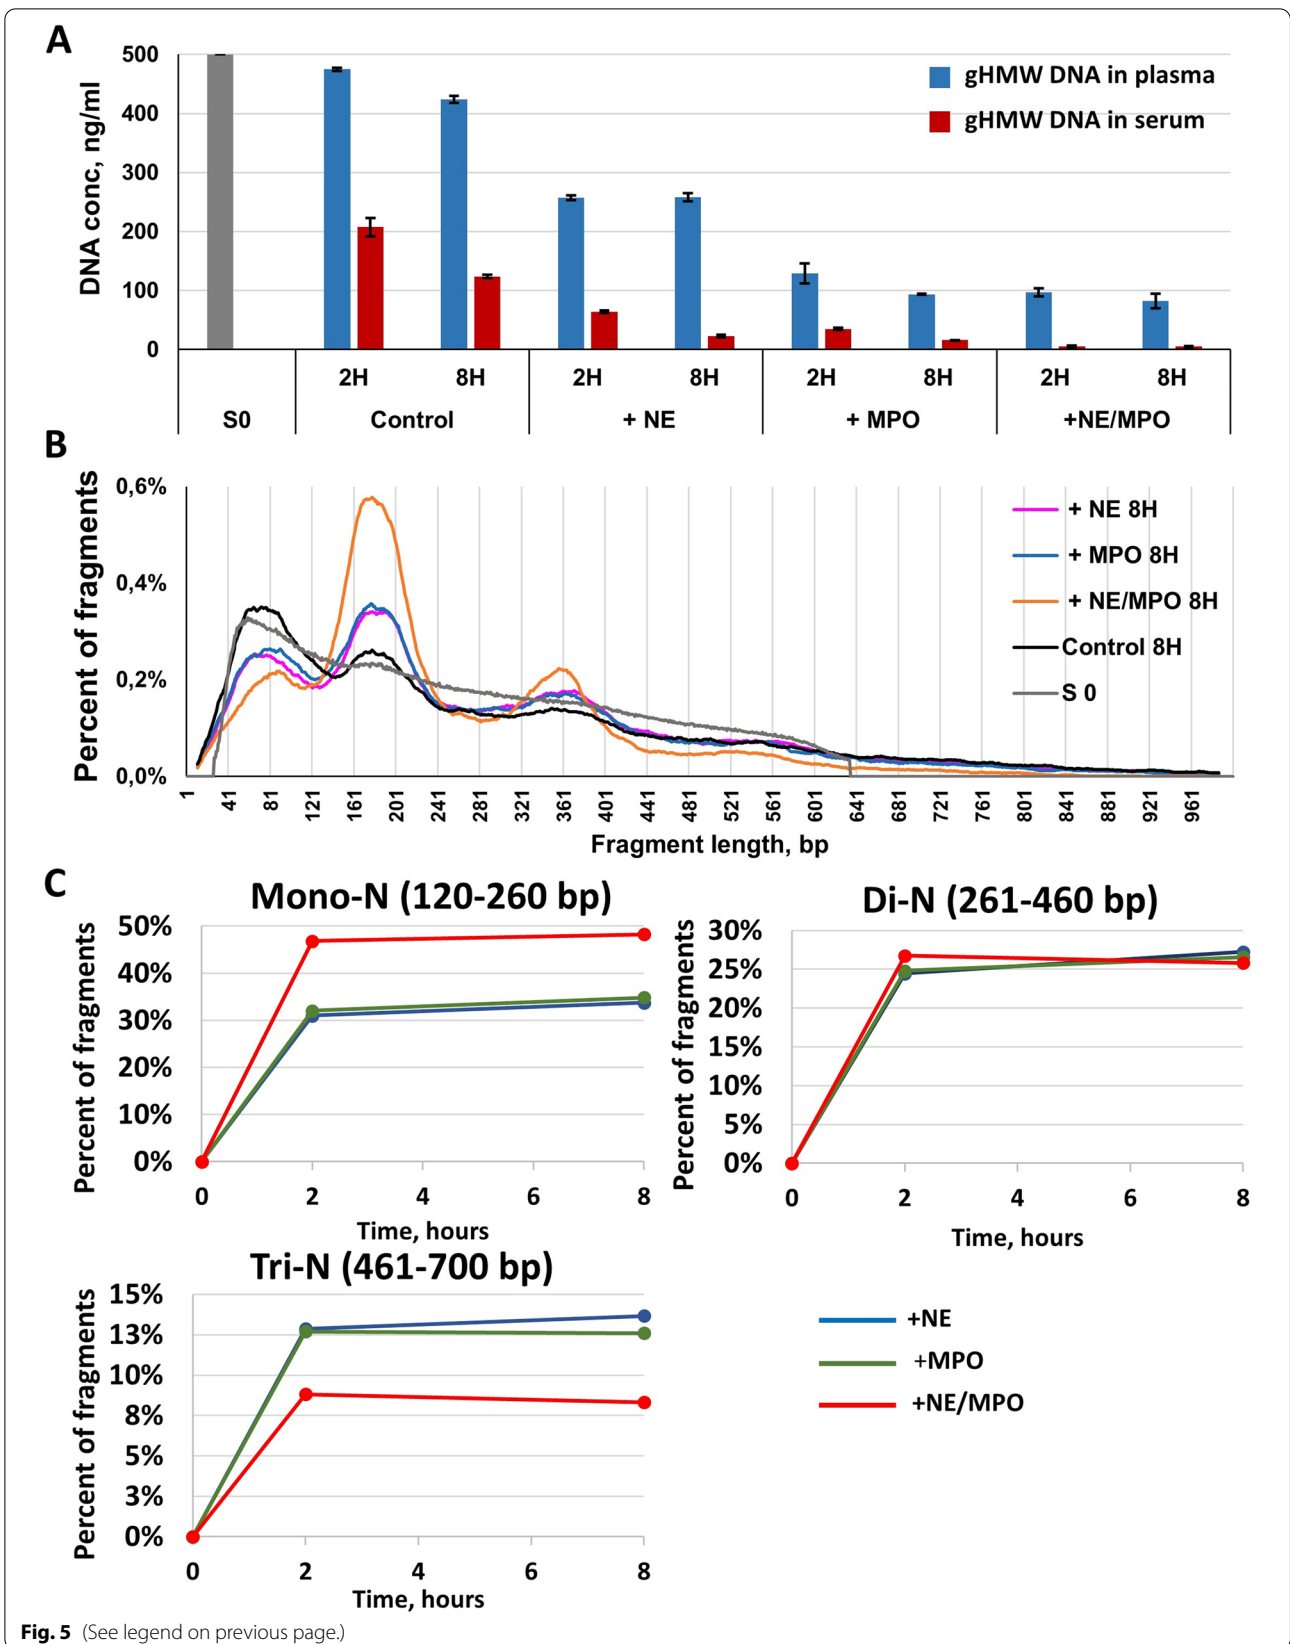 A
500
400
300
200
100
0
DNA conc, ng/ml
gHMW DNA in plasma
gHMW DNA in serum
2H 8H 2H 8H 2H 8H 2H 8H
S0 Control + NE + MPO +NE/MPO
B
0,6%
0,4%
0,2%
0,0%
Percent of fragments
+ NE 8H
+ MPO 8H
+ NE/MPO 8H
Control 8H
S 0
1 41 81 121 161 201 241 281 321 361 401 441 481 521 561 601 641 681 721 761 801 841 881 921 961
Fragment length, bp
C
Mono-N (120-260 bp)
50%
40%
30%
20%
10%
0%
Percent of fragments
0 2 4 6 8
Time, hours
Di-N (261-460 bp)
30%
25%
20%
15%
10%
5%
0%
Percent of fragments
0 2 4 6 8
Time, hours
Tri-N (461-700 bp)
15%
13%
10%
8%
5%
3%
0%
Percent of fragments
0 2 4 6 8
Time, hours
+NE
+MPO
+NE/MPO
Fig. 5 (See legend on previous page.)